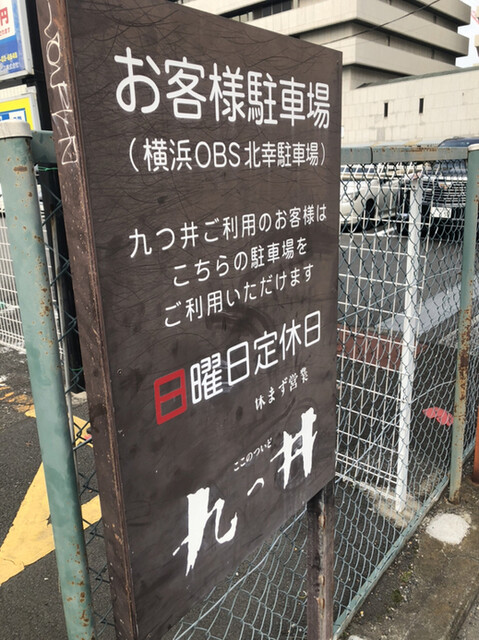 お客様駐車場
(横浜OBS北幸駐車場)
九つ井ご利用のお客様は
こちらの駐車場を
ご利用いただけます
日曜日定休日
休まず営業
ここのついど
九つ井